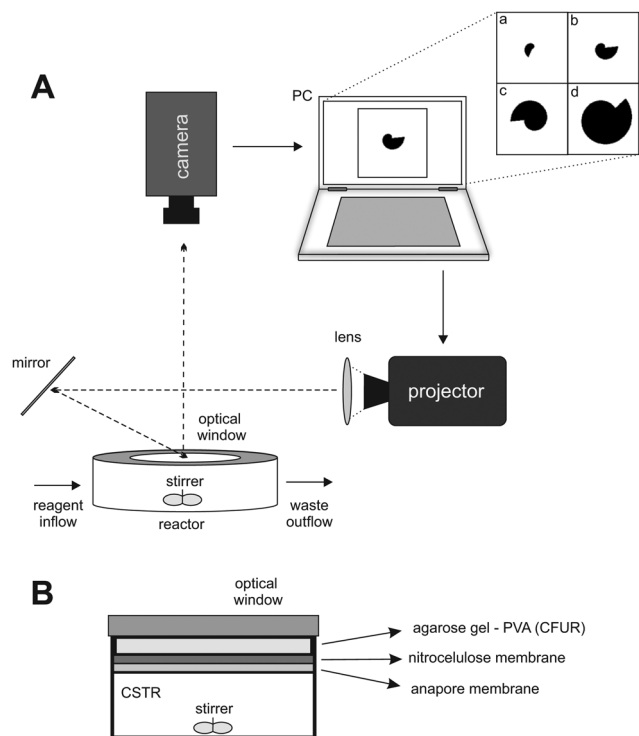 A
camera
PC
a
b
c
d
lens
mirror
projector
optical
window
stirrer
reagent
inflow
waste
outflow
reactor
B
optical
window
agarose gel - PVA (CFUR)
nitrocelulose membrane
anapore membrane
CSTR
stirrer